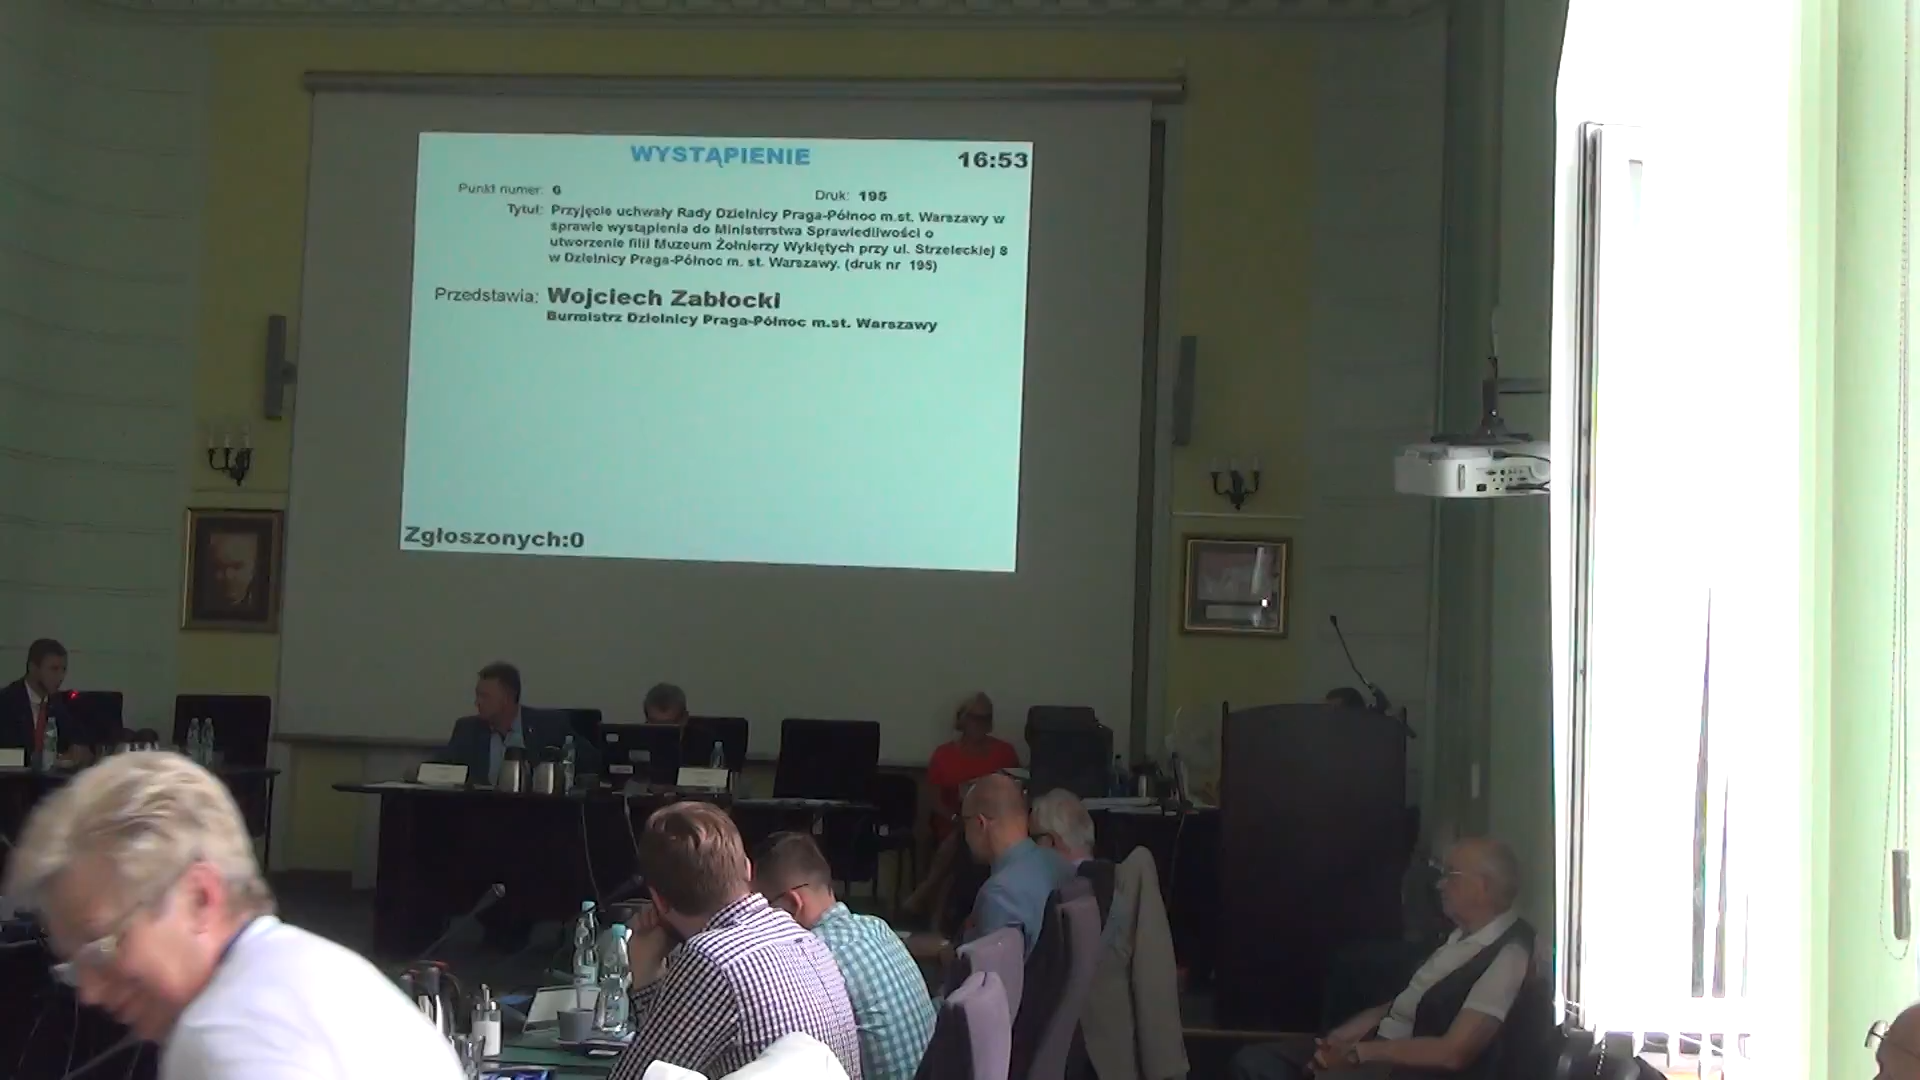 WYSTĄPIENIE
16:53
Punkt numer: 6
Druk: 195
Tytuł: Przyjęcie uchwały Rady Dzielnicy Praga-Północ m.st. Warszawy w
sprawie wystąpienia do Ministerstwa Sprawiedliwości o
utworzenie filii Muzeum Żołnierzy Wyklętych przy ul. Strzeleckiej 8
w Dzielnicy Praga-Północ m. st. Warszawy. (druk nr 195)
Przedstawia: Wojciech Zabłocki
Burmistrz Dzielnicy Praga-Północ m.st. Warszawy
Zgłoszonych:0